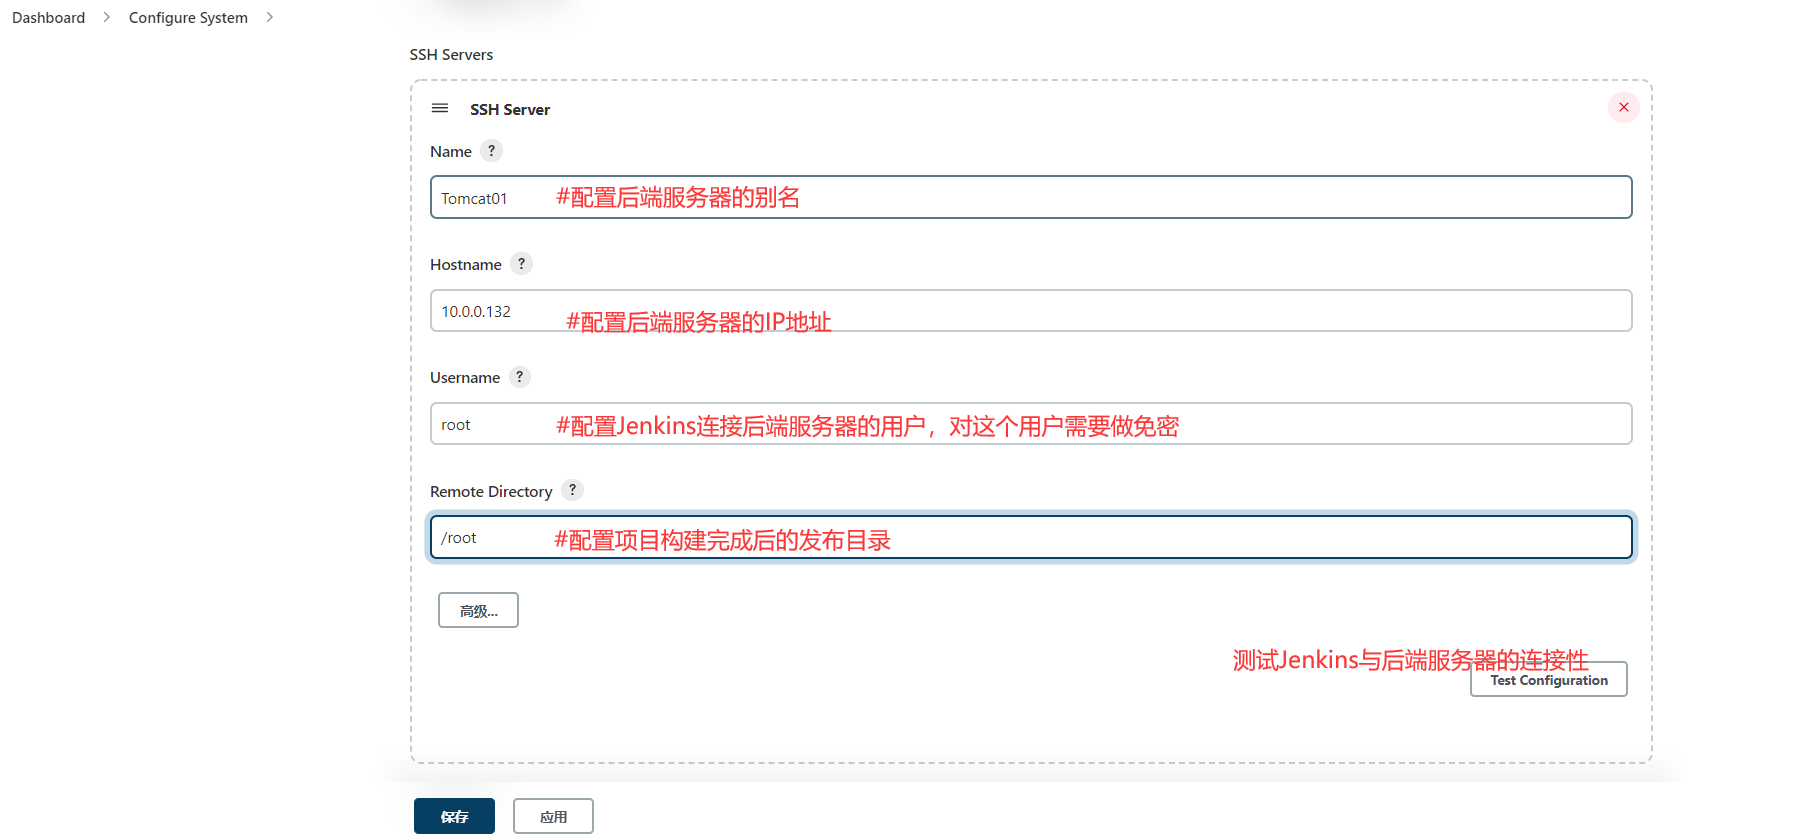 Dashboard > Configure System >
SSH Servers
SSH Server
Name ?
Tomcat01 #配置后端服务器的别名
Hostname ?
10.0.0.132 #配置后端服务器的IP地址
Username ?
root #配置Jenkins连接后端服务器的用户，对这个用户需要做免密
Remote Directory ?
/root #配置项目构建完成后的发布目录
高级...
测试Jenkins与后端服务器的连接性
Test Configuration
保存 应用